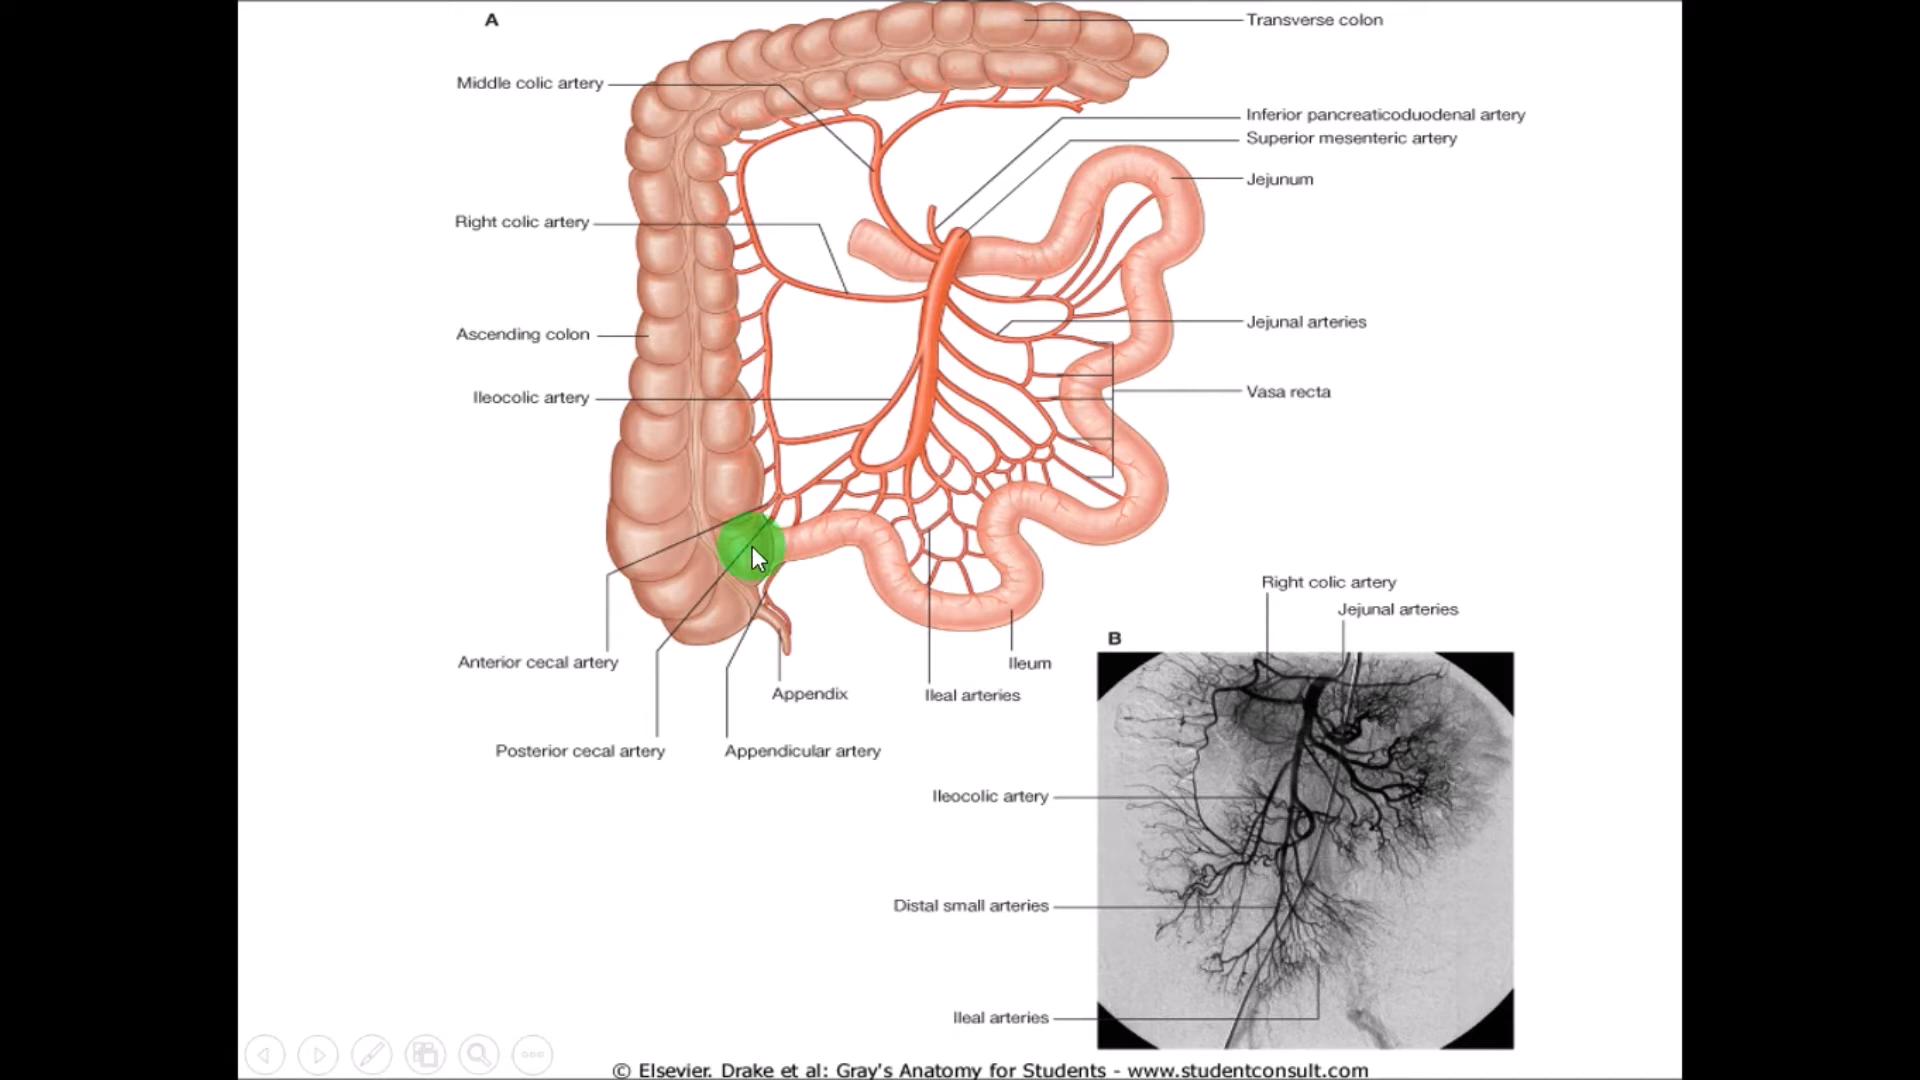 A
Transverse colon
Middle colic artery
Inferior pancreaticoduodenal artery
Superior mesenteric artery
Jejunum
Right colic artery
Jejunal arteries
Ascending colon
Vasa recta
Ileocolic artery
Anterior cecal artery
Ileum
Appendix
Ileal arteries
Posterior cecal artery
Appendicular artery
Right colic artery
Jejunal arteries
B
Ileocolic artery
Distal small arteries
Ileal arteries
© Elsevier. Drake et al: Gray's Anatomy for Students - www.studentconsult.com